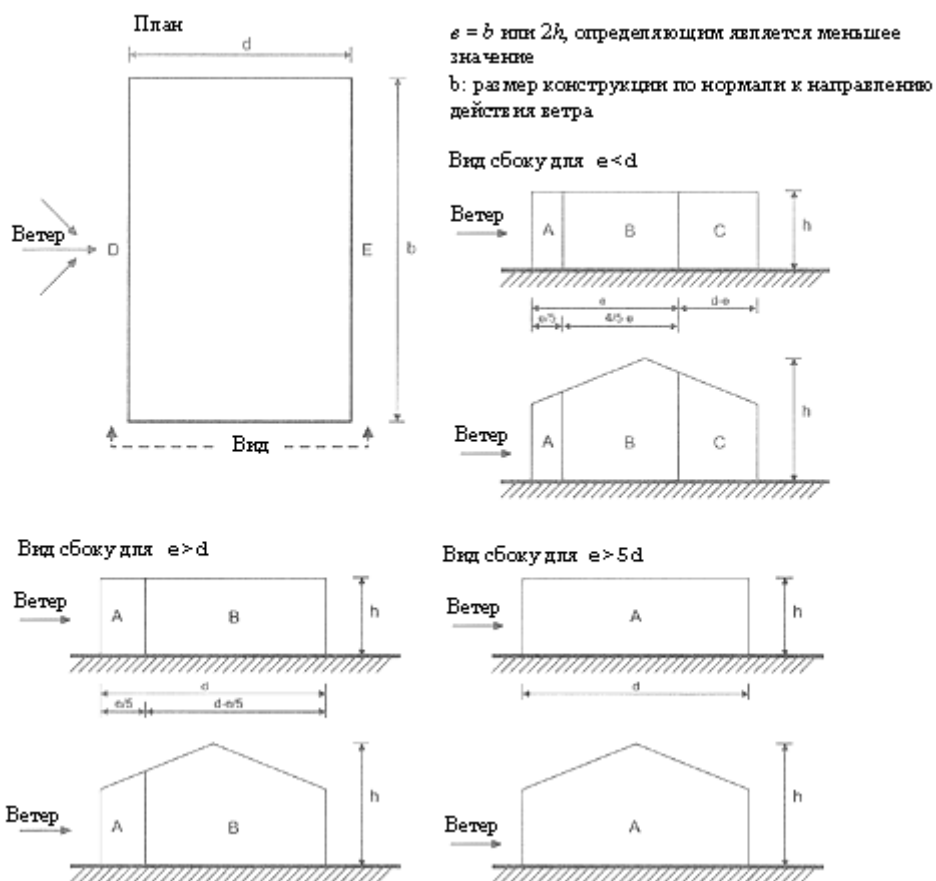 План
d
Ветер
D
E
b
Вид
e = b или 2h, определяющим является меньшее
значение
b: размер конструкции по нормали к направлению
действия ветра
Вид сбоку для e<d
Ветер
A
B
C
h
e
d-e
e/5
4/5 e
Ветер
A
B
C
h
Вид сбоку для e>d
Ветер
A
B
h
d
e/5
d-e/5
Ветер
A
B
h
Вид сбоку для e>5d
Ветер
A
h
d
Ветер
A
h